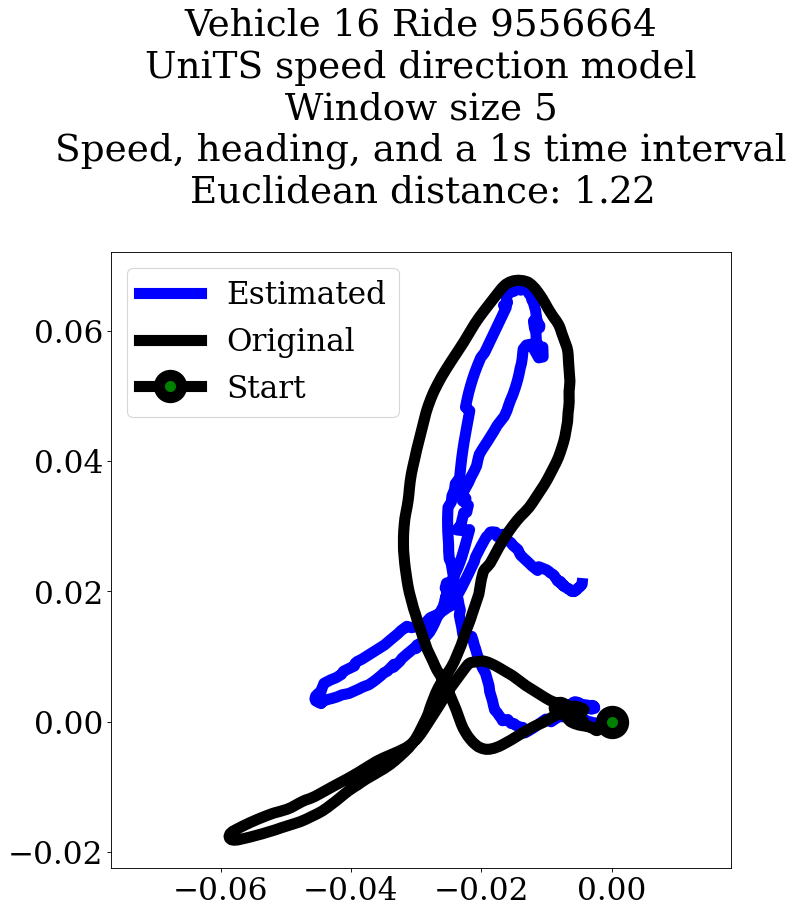 Vehicle 16 Ride 9556664
UniTS speed direction model
Window size 5
Speed, heading, and a 1s time interval
Euclidean distance: 1.22
Estimated
Original
Start
0.06
0.04
0.02
0.00
−0.02
−0.06
−0.04
−0.02
0.00